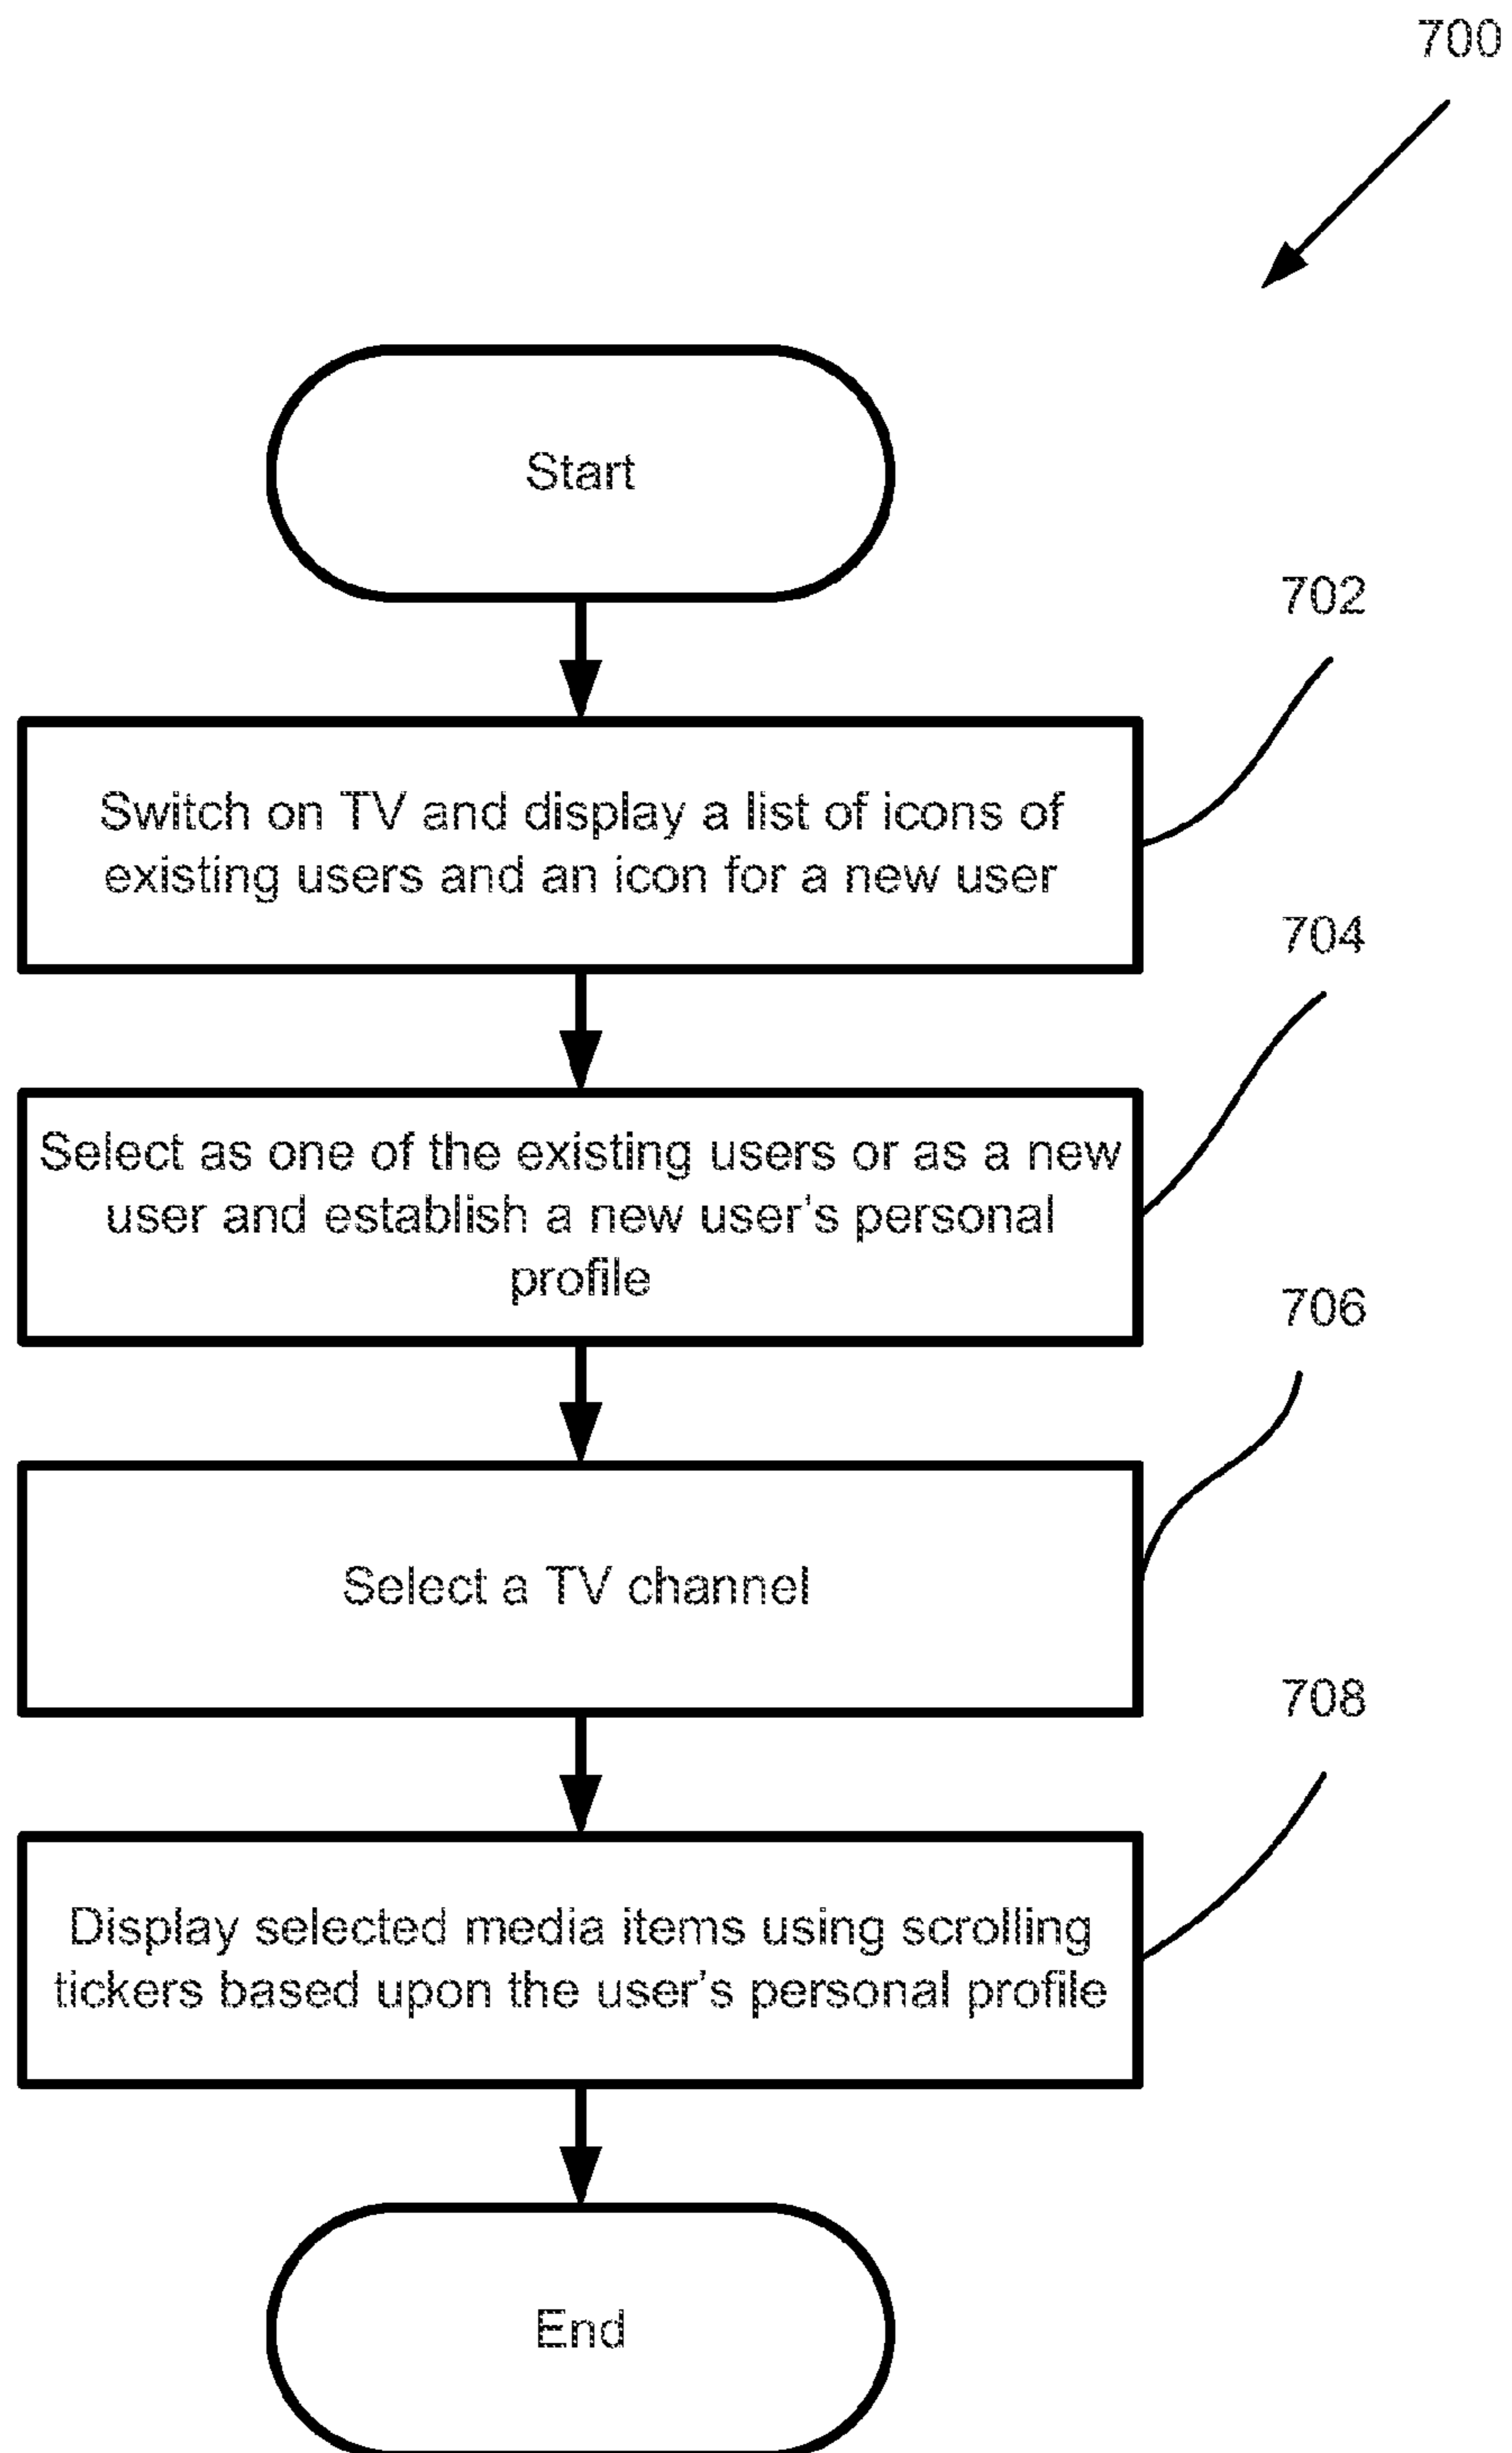 700
Start
702
Switch on TV and display a list of icons of
existing users and an icon for a new user
704
Select as one of the existing users or as a new
user and establish a new user's personal
profile
706
Select a TV channel
708
Display selected media items using scrolling
tickers based upon the user's personal profile
End